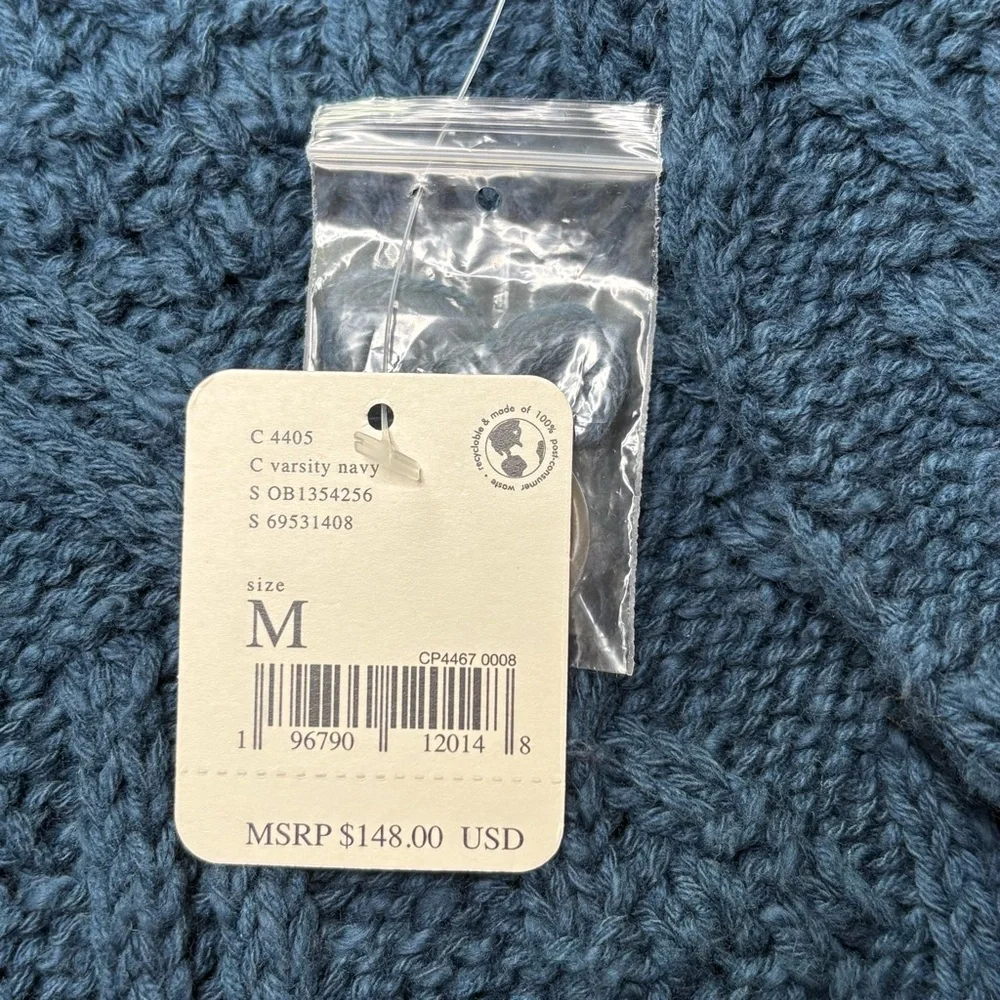 recyclable & made of 100% post-consumer waste •
C 4405
C varsity navy
S OB1354256
S 69531408
size
M
CP4467 0008
1 96790 12014 8
MSRP $148.00 USD